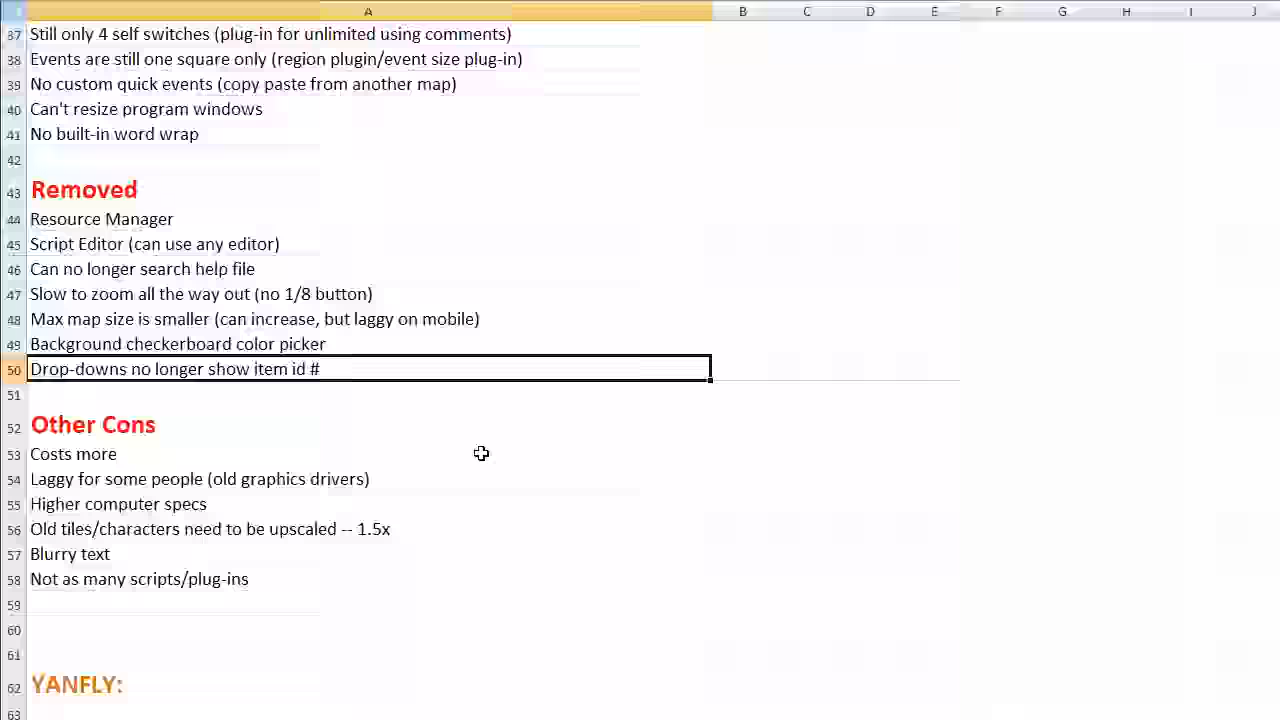 A B C D E F G H I J
37 Still only 4 self switches (plug-in for unlimited using comments)
38 Events are still one square only (region plugin/event size plug-in)
39 No custom quick events (copy paste from another map)
40 Can't resize program windows
41 No built-in word wrap
42
43 Removed
44 Resource Manager
45 Script Editor (can use any editor)
46 Can no longer search help file
47 Slow to zoom all the way out (no 1/8 button)
48 Max map size is smaller (can increase, but laggy on mobile)
49 Background checkerboard color picker
50 Drop-downs no longer show item id #
51
52 Other Cons
53 Costs more
54 Laggy for some people (old graphics drivers)
55 Higher computer specs
56 Old tiles/characters need to be upscaled -- 1.5x
57 Blurry text
58 Not as many scripts/plug-ins
59
60
61
62 YANFLY:
63